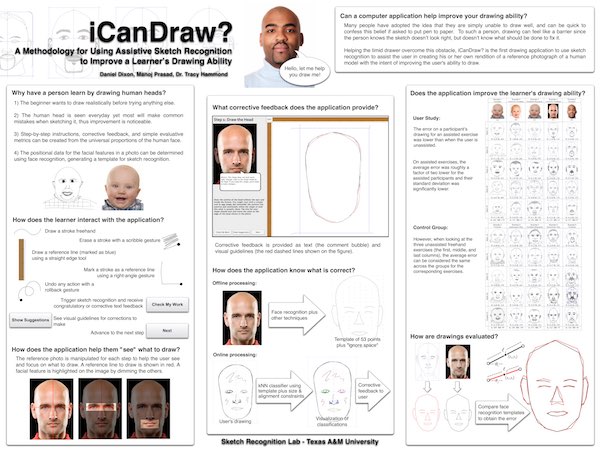 iCanDraw?
A Methodology for Using Assistive Sketch Recognition
to Improve a Learner's Drawing Ability
Daniel Dixon, Manoj Prasad, Dr. Tracy Hammond
Hello, let me help
you draw me!
Can a computer application help improve your drawing ability?
Many people have adopted the idea that they are simply unable to draw well, and can be quick to
confess this belief if asked to put pen to paper. To such a person, drawing can feel like a barrier since
the person knows the sketch doesn't look right, but doesn't know what should be done to fix it.
Helping the timid drawer overcome this obstacle, iCanDraw? is the first drawing application to use sketch
recognition to assist the user in creating his or her own rendition of a reference photograph of a human
model with the intent of improving the user's ability to draw.
Why have a person learn by drawing human heads?
1) The beginner wants to draw realistically before trying anything else.
2) The human head is seen everyday yet most will make common
mistakes when sketching it, thus improvement is noticeable.
3) Step-by-step instructions, corrective feedback, and simple evaluative
metrics can be created from the universal proportions of the human face.
4) The positional data for the facial features in a photo can be determined
using face recognition, generating a template for sketch recognition.
How does the learner interact with the application?
Draw a stroke freehand
Erase a stroke with a scribble gesture
Draw a reference line (marked as blue)
using a straight edge tool
Mark a stroke as a reference line
using a right-angle gesture
Undo any action with a
rollback gesture
Trigger sketch recognition and receive
congratulatory or corrective text feedback
Check My Work
Show Suggestions
See visual guidelines for corrections to
make
Advance to the next step
Next
How does the application help them "see" what to draw?
The reference photo is manipulated for each step to help the user see
and focus on what to draw. A reference line to draw is shown in red. A
facial feature is highlighted on the image by dimming the others.
What corrective feedback does the application provide?
Step 1: Draw the Head
Corrective feedback is provided as text (the comment bubble) and
visual guidelines (the red dashed lines shown on the figure).
How does the application know what is correct?
Offline processing:
Face recognition plus
other techniques
Template of 53 points
plus "ignore space"
Online processing:
MNN classifier using
template plus size &
alignment constraints
Corrective
feedback to
user
User's drawing
Visualization of
classifications
Sketch Recognition Lab - Texas A&M University
Does the application improve the learner's drawing ability?
User Study:
The error on a participant's
drawing for an assisted exercise
was lower than when the user
is unassisted.
On assisted exercises, the
average error was roughly a
factor of two lower for the
assisted participants and their
standard deviation was
significantly lower.
Control Group:
However, when looking at the
three unassisted freehand
exercises (the first, middle, and
last columns), the average error
can be considered the same
across the groups for the
corresponding exercises.
How are drawings evaluated?
Compare face
recognition templates
to obtain the error